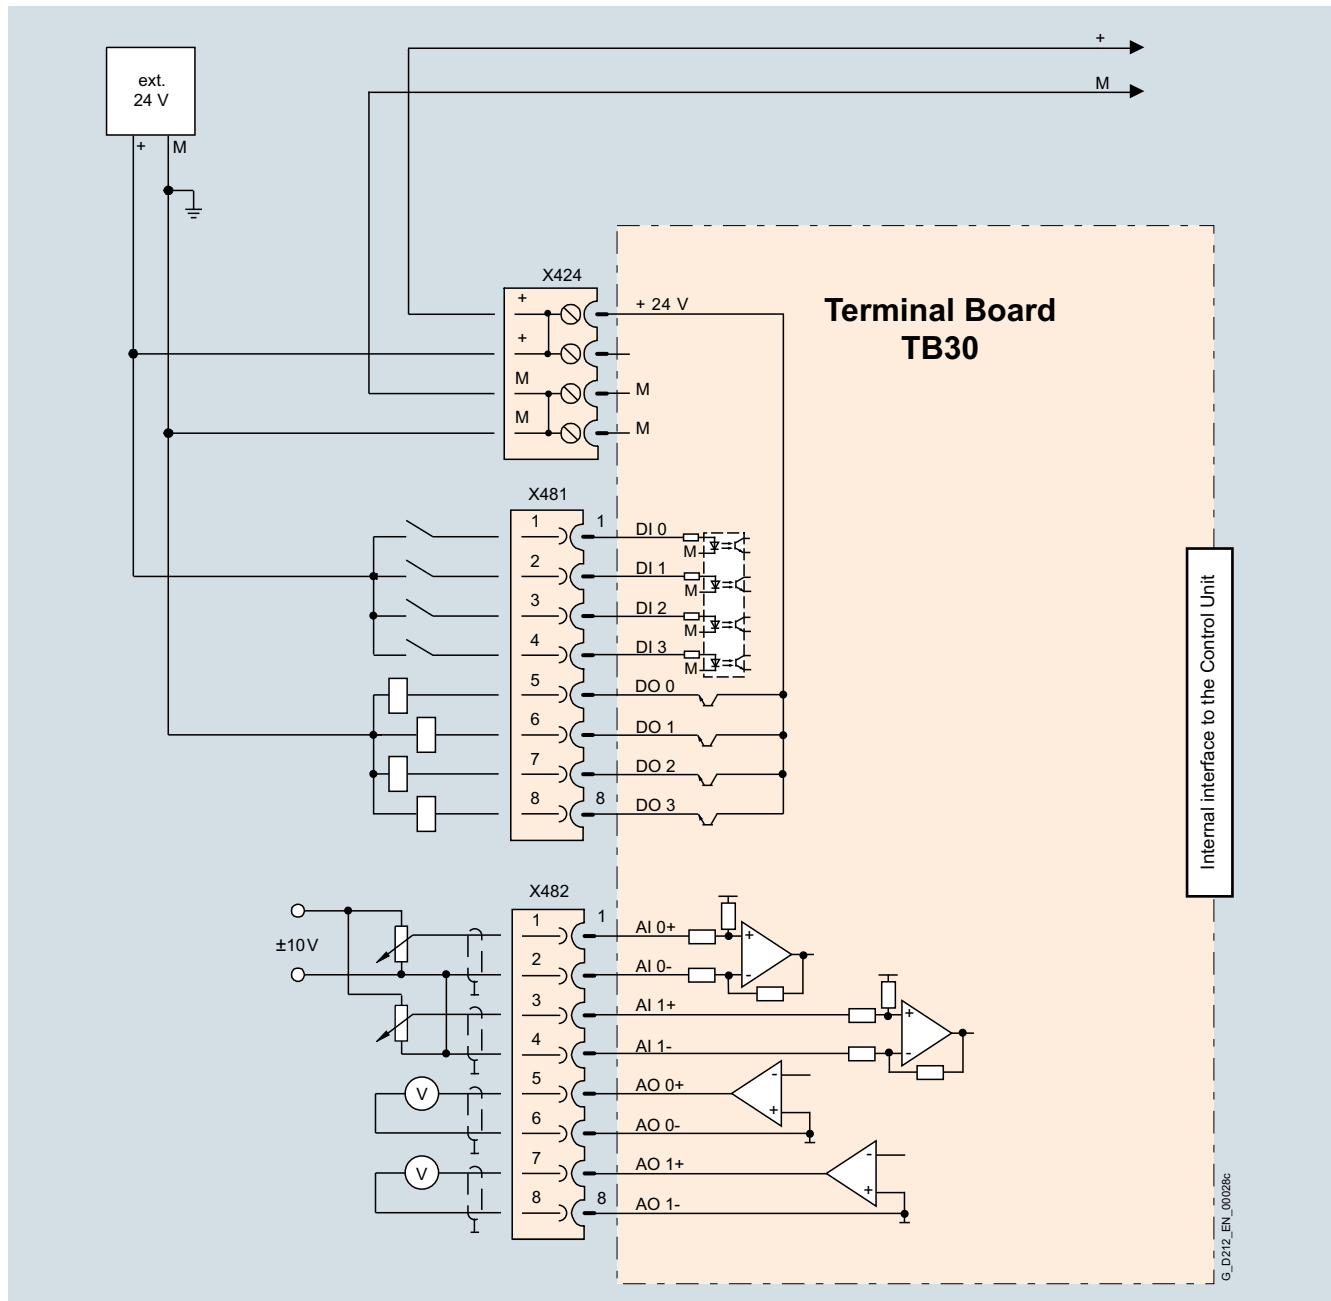 +
M
ext.
24 V
+
M
X424
+
+ 24 V
+
M
M
M
M
Terminal Board
TB30
X481
1
1
DI 0
M
2
DI 1
M
3
DI 2
M
4
DI 3
M
5
DO 0
6
DO 1
7
DO 2
8
8
DO 3
Internal interface to the Control Unit
X482
±10 V
1
1
AI 0+
+
2
AI 0-
-
3
AI 1+
+
4
AI 1-
-
V
5
AO 0+
-
+
6
AO 0-
V
7
AO 1+
-
+
8
8
AO 1-
G_D212_EN_00028c